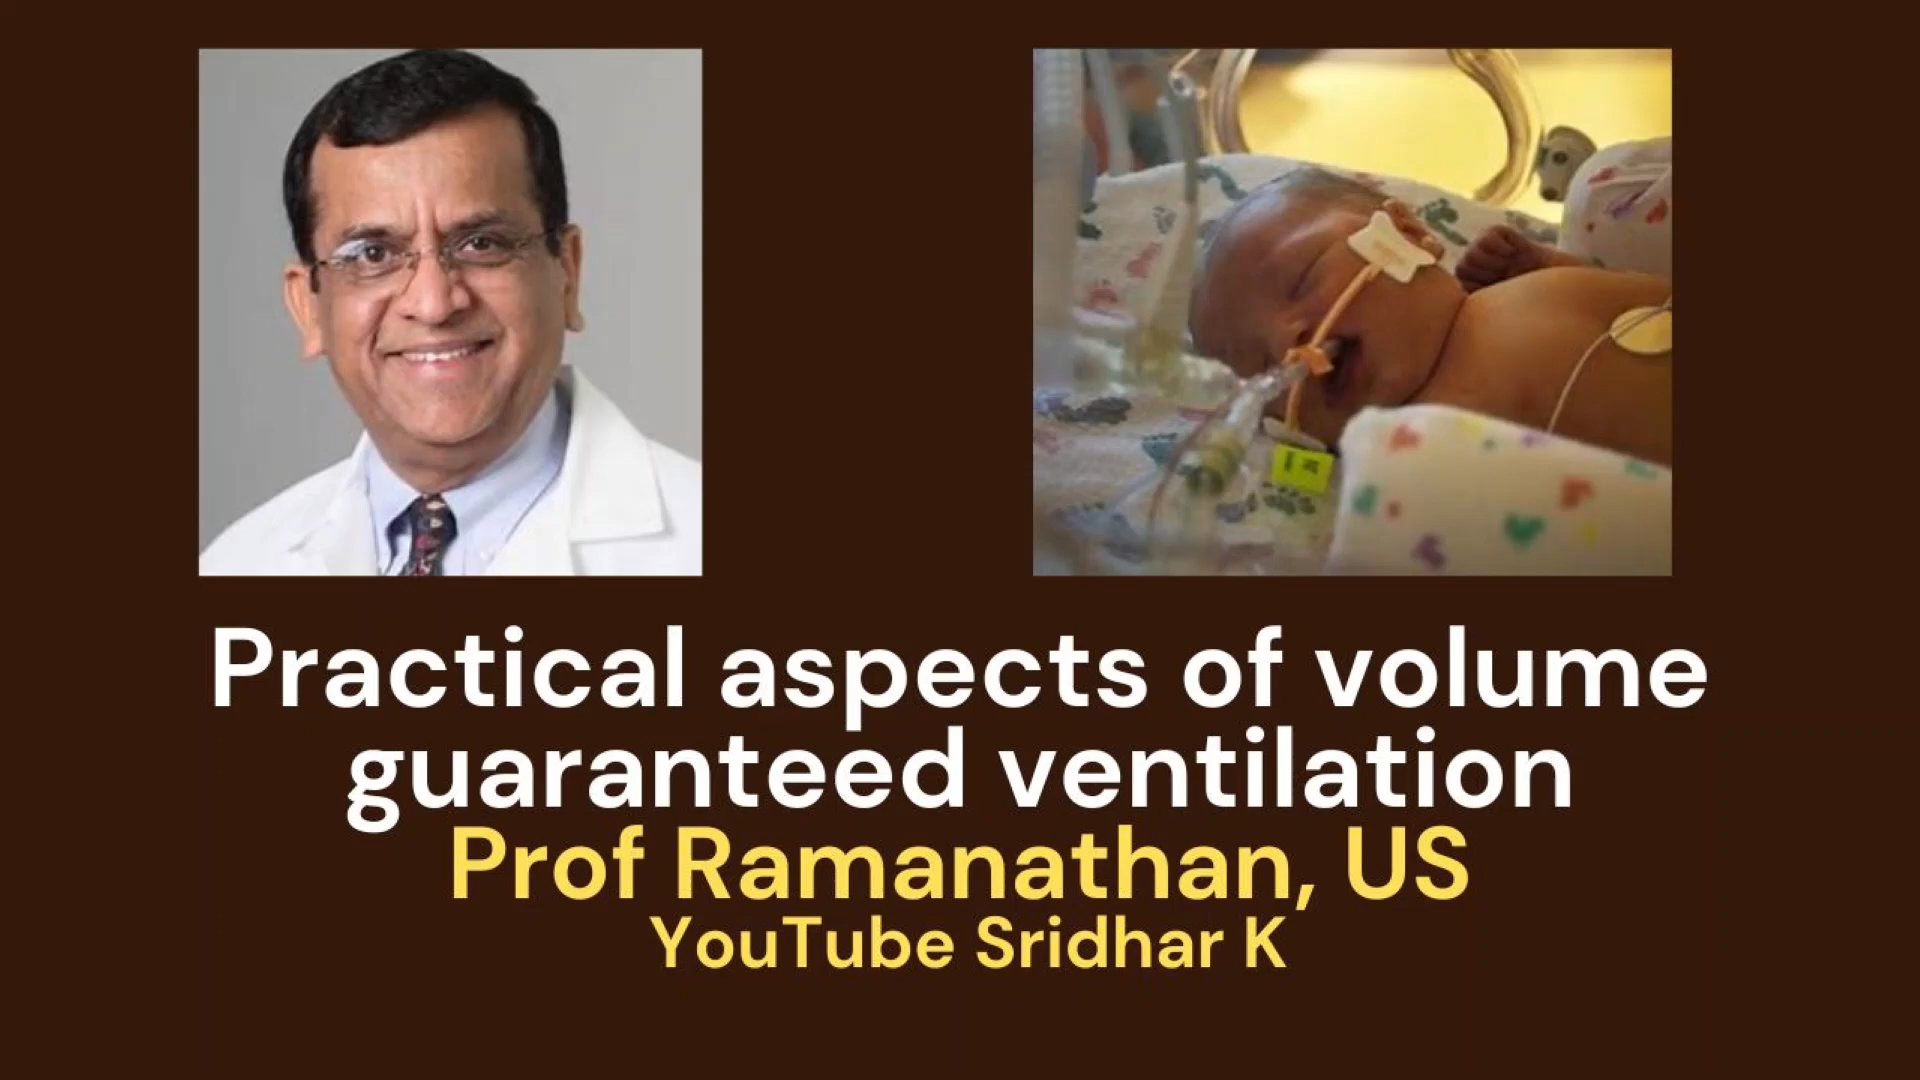 Practical aspects of volume
guaranteed ventilation
Prof Ramanathan, US
YouTube Sridhar K